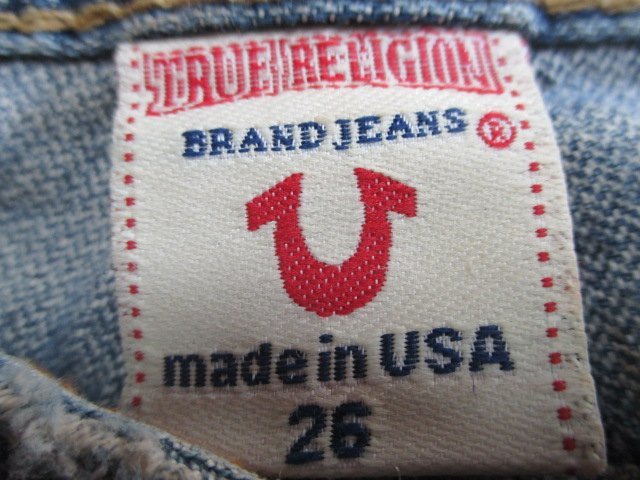 TRUE RELIGION
BRAND JEANS ®
made in USA
26